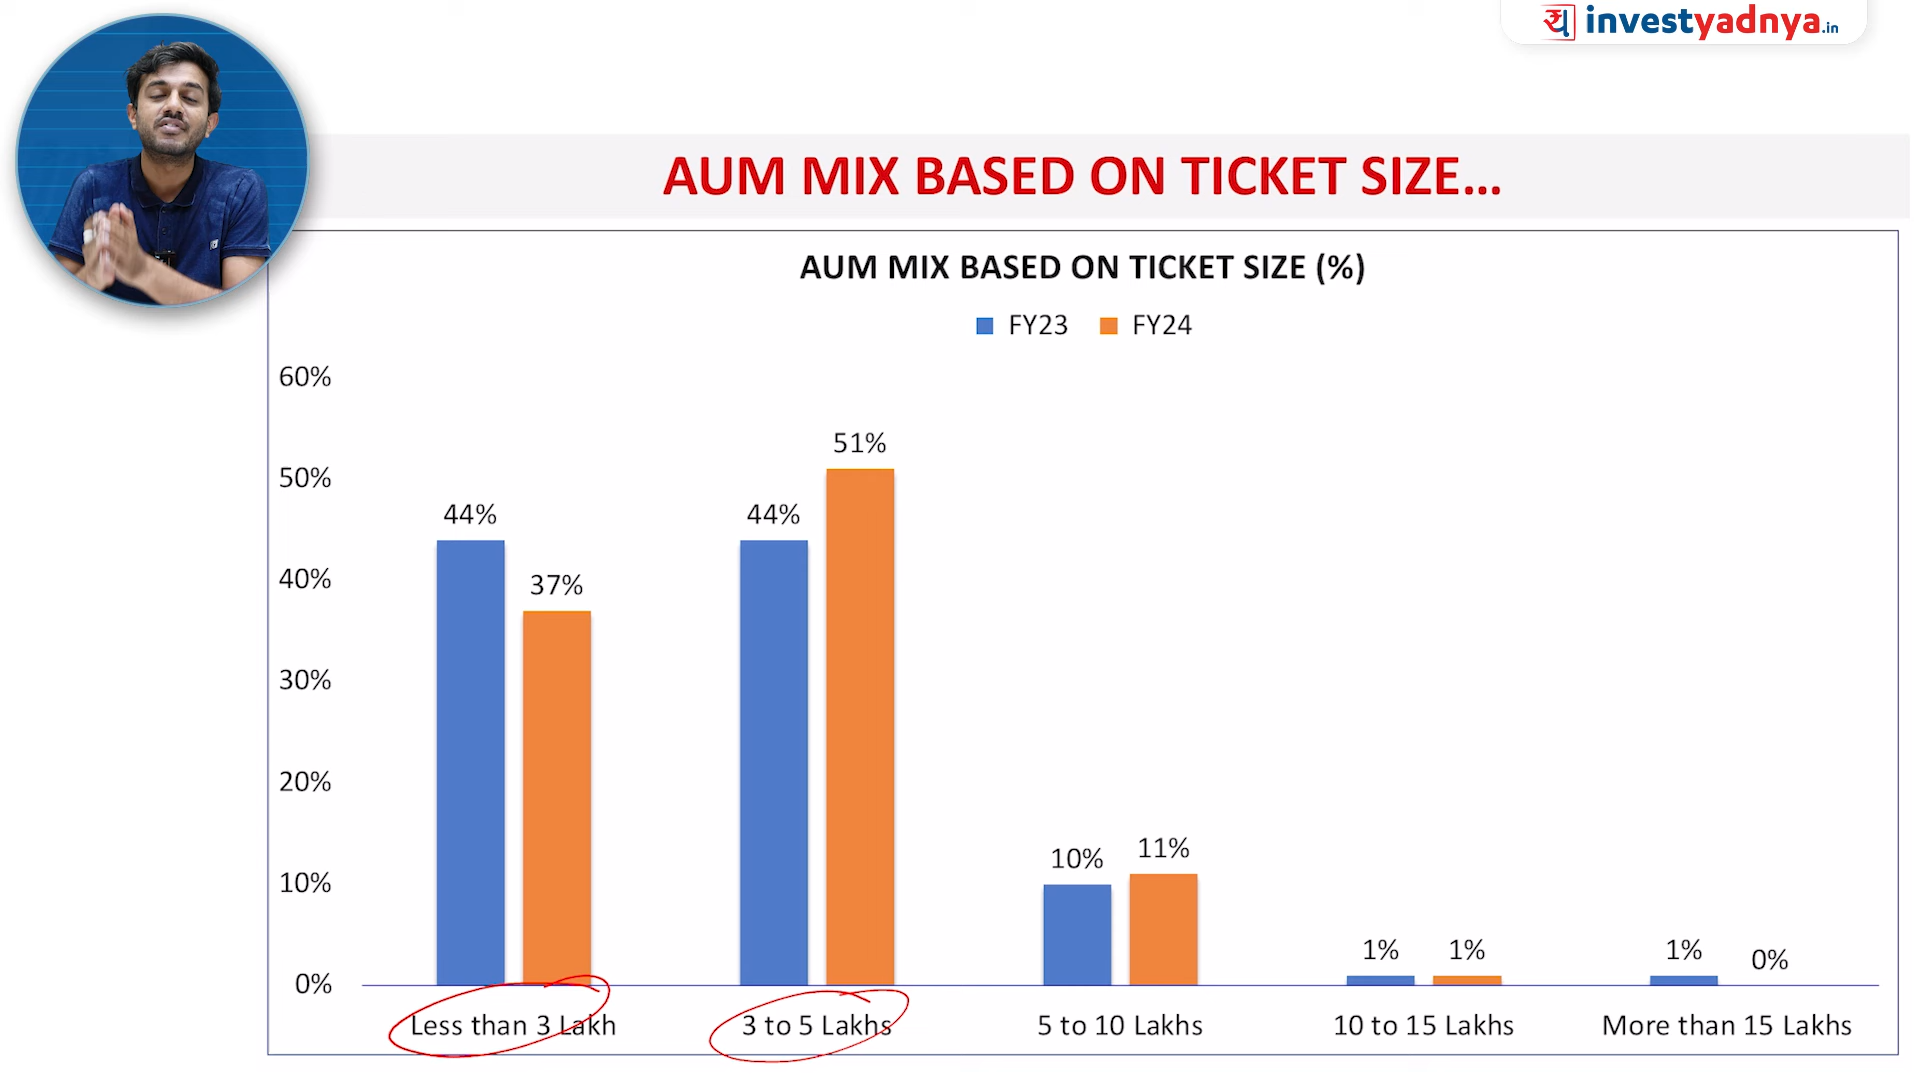 य investyadnya.in
AUM MIX BASED ON TICKET SIZE...
AUM MIX BASED ON TICKET SIZE (%)
FY23 FY24
60%
50%
40%
30%
20%
10%
0%
44% 37% 44% 51% 10% 11% 1% 1% 1% 0%
Less than 3 Lakh 3 to 5 Lakhs 5 to 10 Lakhs 10 to 15 Lakhs More than 15 Lakhs